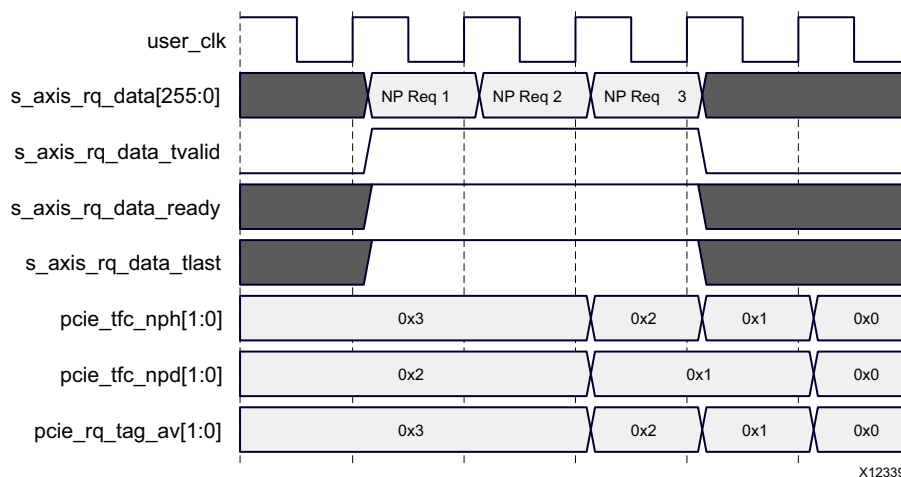 user_clk
s_axis_rq_data[255:0] NP Req 1 NP Req 2 NP Req 3
s_axis_rq_data_tvalid
s_axis_rq_data_ready
s_axis_rq_data_tlast
pcie_tfc_nph[1:0] 0x3 0x2 0x1 0x0
pcie_tfc_npd[1:0] 0x2 0x1 0x0
pcie_rq_tag_av[1:0] 0x3 0x2 0x1 0x0
X12339